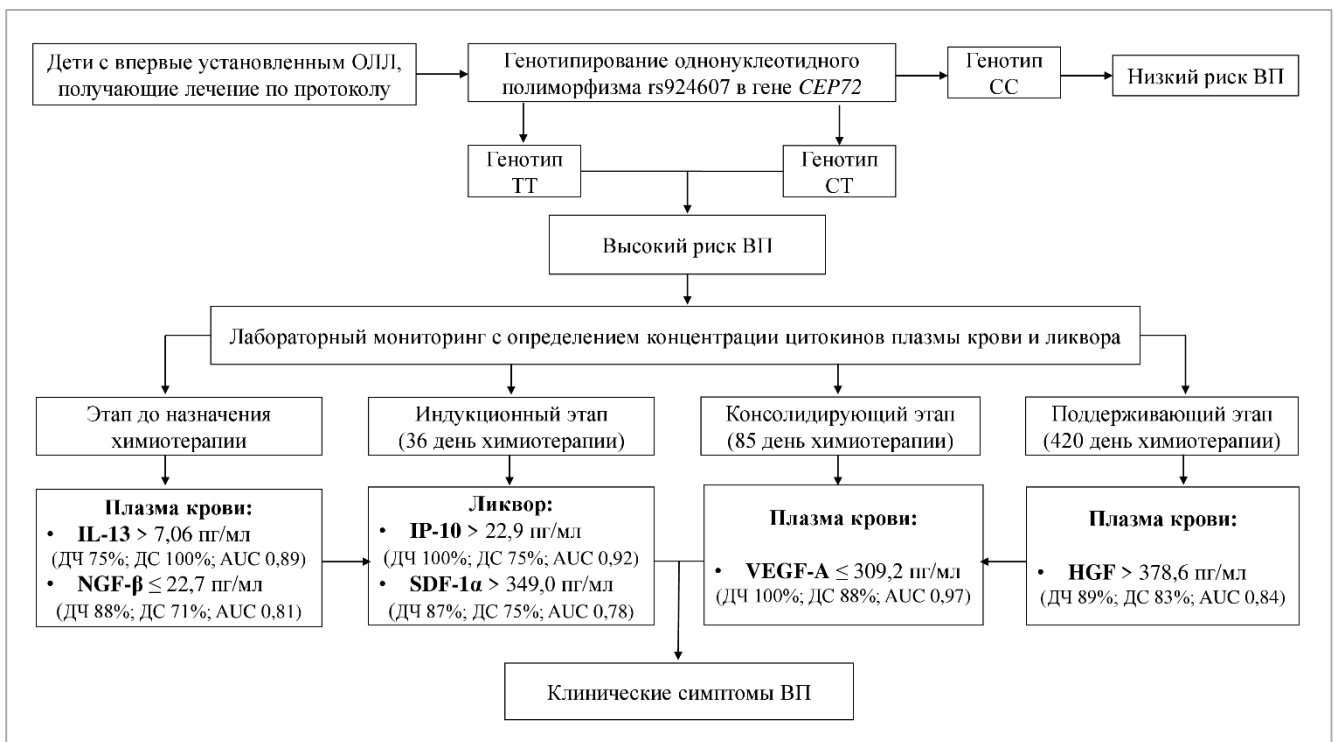 Дети с впервые установленным ОЛЛ,
получающие лечение по протоколу
Генотипирование однонуклеотидного
полиморфизма rs924607 в гене CEP72
Генотип
СС
Низкий риск ВП
Генотип
ТТ
Генотип
СТ
Высокий риск ВП
Лабораторный мониторинг с определением концентрации цитокинов плазмы крови и ликвора
Этап до назначения
химиотерапии
Индукционный этап
(36 день химиотерапии)
Консолидирующий этап
(85 день химиотерапии)
Поддерживающий этап
(420 день химиотерапии)
Плазма крови:
• IL-13 > 7,06 пг/мл
(ДЧ 75%; ДС 100%; AUC 0,89)
• NGF-β ≤ 22,7 пг/мл
(ДЧ 88%; ДС 71%; AUC 0,81)
Ликвор:
• IP-10 > 22,9 пг/мл
(ДЧ 100%; ДС 75%; AUC 0,92)
• SDF-1α > 349,0 пг/мл
(ДЧ 87%; ДС 75%; AUC 0,78)
Плазма крови:
• VEGF-A ≤ 309,2 пг/мл
(ДЧ 100%; ДС 88%; AUC 0,97)
Плазма крови:
• HGF > 378,6 пг/мл
(ДЧ 89%; ДС 83%; AUC 0,84)
Клинические симптомы ВП